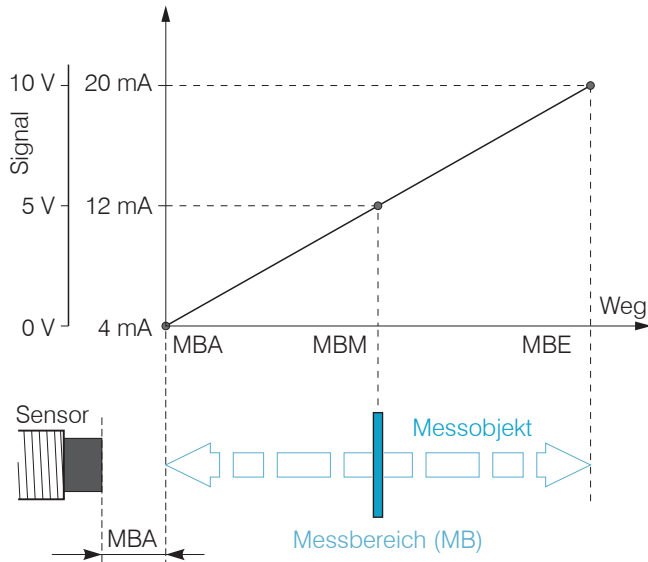 10 V
20 mA
Signal
5 V
12 mA
0 V
4 mA
Weg
MBA
MBM
MBE
Sensor
Messobjekt
MBA
Messbereich (MB)